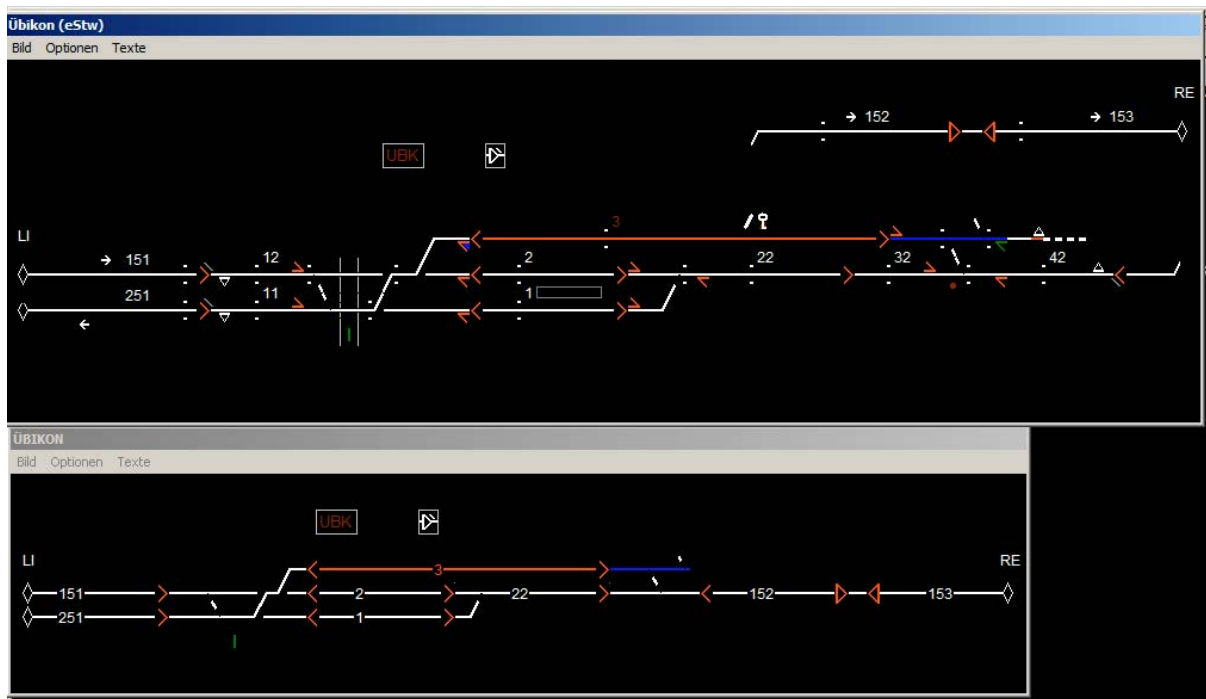 Übikon (eStw)
Bild Optionen Texte
RE
152 153
UBK
3
LI
151 12 2 22 32 42
251 11 1
ÜBIKON
Bild Optionen Texte
UBK
LI RE
3
151 2 22 152 153
251 1